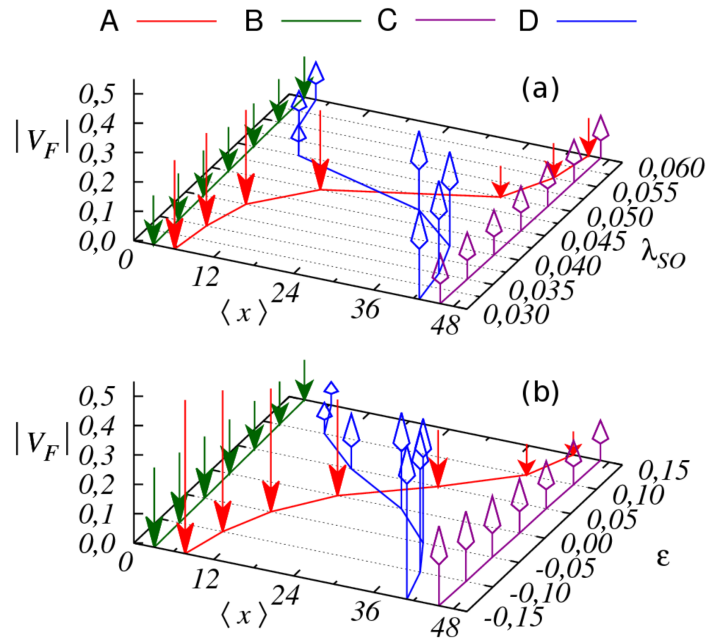 A B C D
(a)
0,5
0,4
0,3
0,2
0,1
0,0
|V_F|
0 12 24 36 48
⟨ x ⟩
0,060
0,055
0,050
0,045
0,040
0,035
0,030
λ_SO
(b)
0,5
0,4
0,3
0,2
0,1
0,0
|V_F|
0 12 24 36 48
⟨ x ⟩
0,15
0,10
0,05
0,00
-0,05
-0,10
-0,15
ε